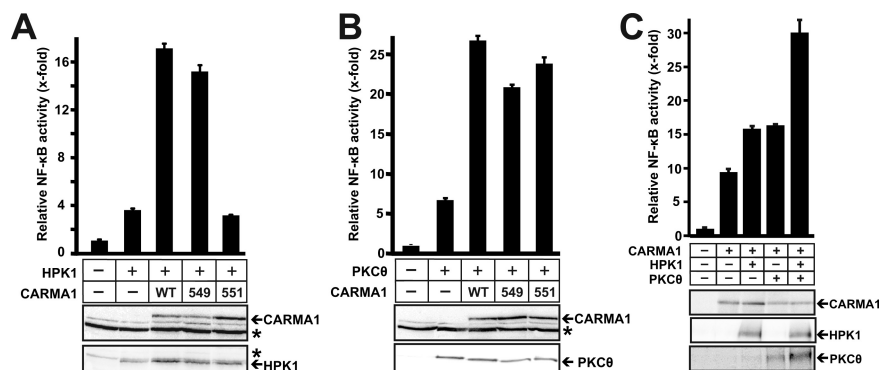 A
Relative NF-κB activity (x-fold)
16
12
8
4
0
HPK1 – + + + +
CARMA1 – – WT 549 551
CARMA1
*
*
HPK1
B
Relative NF-κB activity (x-fold)
25
20
15
10
5
0
PKCθ – + + + +
CARMA1 – – WT 549 551
CARMA1
*
PKCθ
C
Relative NF-κB activity (x-fold)
30
25
20
15
10
5
0
CARMA1 – + + + +
HPK1 – – + – +
PKCθ – – – + +
CARMA1
HPK1
PKCθ